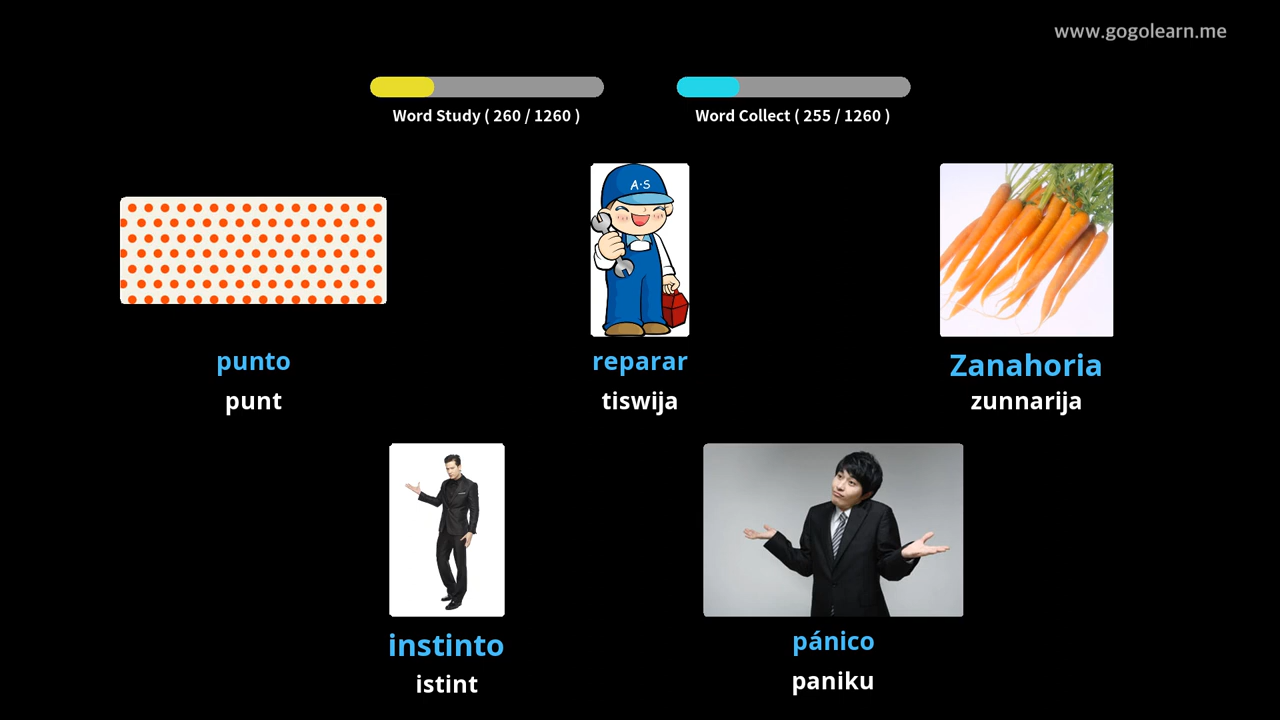 www.gogolearn.me
Word Study ( 260 / 1260 )
Word Collect ( 255 / 1260 )
A·S
punto
punt
reparar
tiswija
Zanahoria
zunnarija
instinto
istint
pánico
paniku